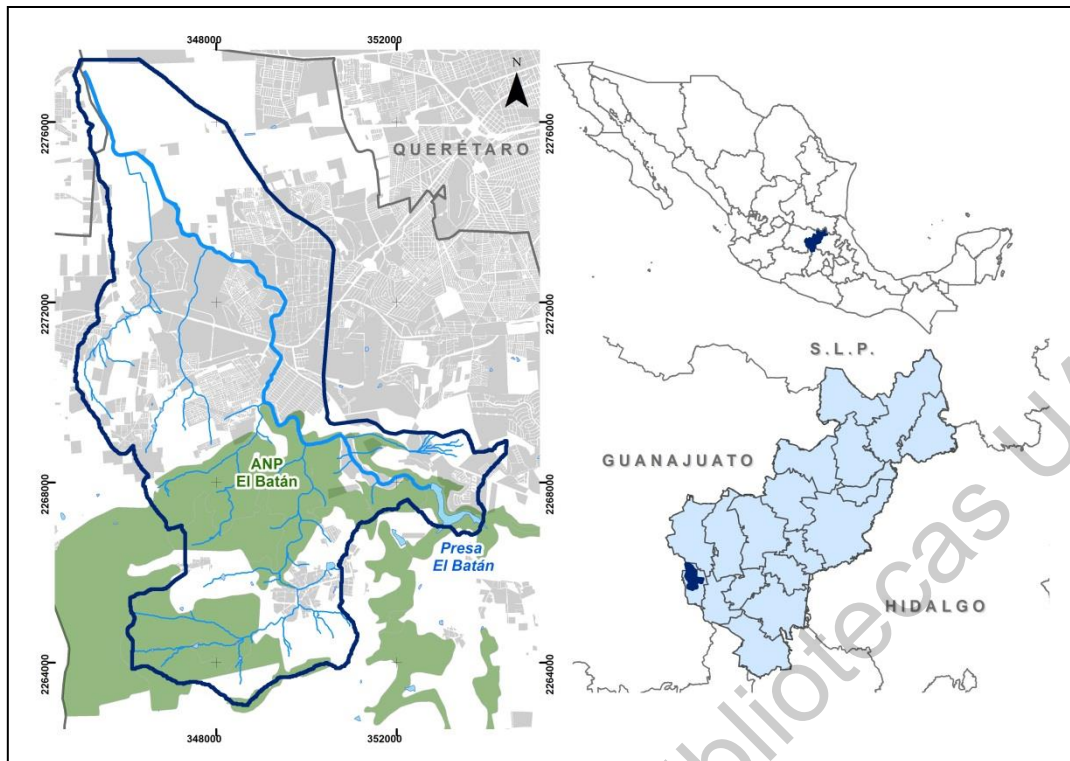 348000
352000
N
2276000
2276000
QUERÉTARO
2272000
2272000
S.L.P.
GUANAJUATO
ANP
El Batán
2268000
2268000
Presa
El Batán
HIDALGO
2264000
2264000
348000
352000
bliotecas